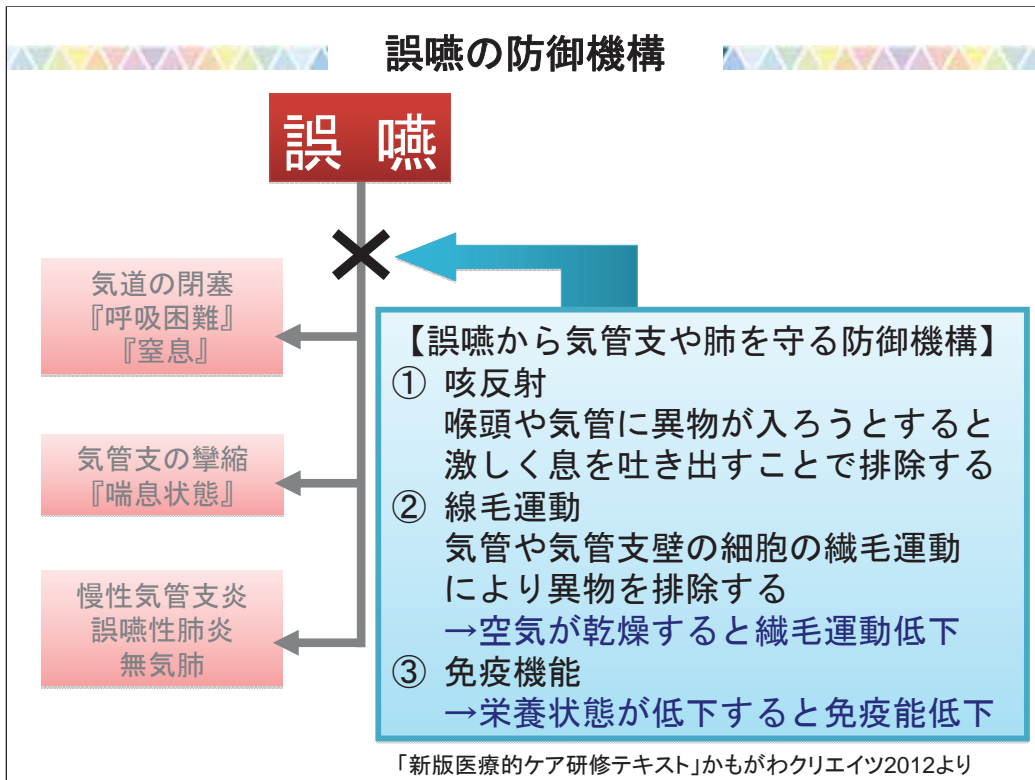 誤嚥の防御機構
誤 嚥
気道の閉塞
『呼吸困難』
『窒息』
気管支の攣縮
『喘息状態』
慢性気管支炎
誤嚥性肺炎
無気肺
【誤嚥から気管支や肺を守る防御機構】
① 咳反射
喉頭や気管に異物が入ろうとすると
激しく息を吐き出すことで排除する
② 線毛運動
気管や気管支壁の細胞の繊毛運動
により異物を排除する
→空気が乾燥すると繊毛運動低下
③ 免疫機能
→栄養状態が低下すると免疫能低下
「新版医療的ケア研修テキスト」かもがわクリエイツ2012より